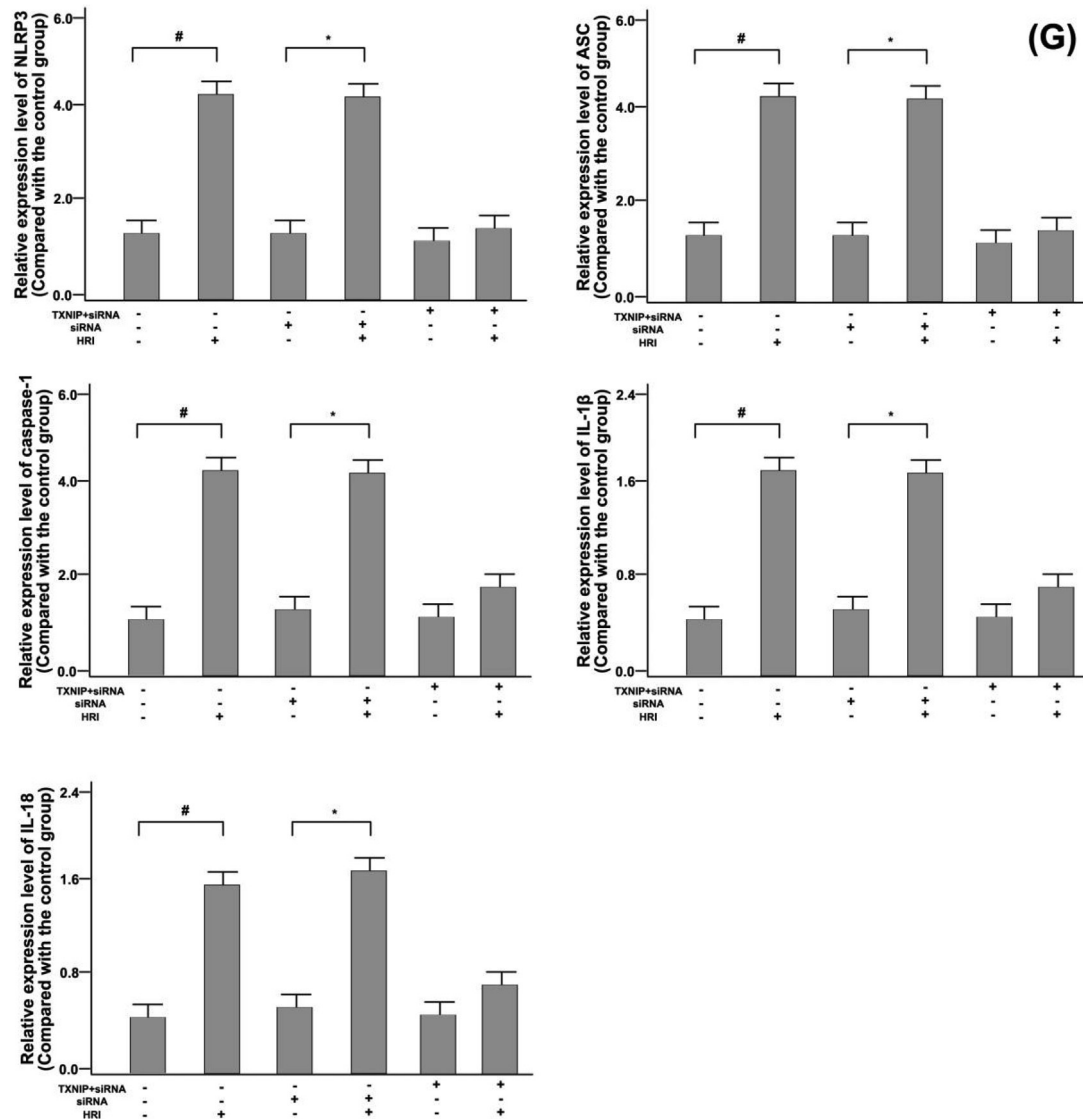 (G)
Relative expression level of NLRP3
(Compared with the control group)
6.0
4.0
2.0
0.0
# *
TXNIP+siRNA - - - - + +
siRNA - - + + - -
HRI - + - + - +
Relative expression level of ASC
(Compared with the control group)
6.0
4.0
2.0
0.0
# *
TXNIP+siRNA - - - - + +
siRNA - - + + - -
HRI - + - + - +
Relative expression level of caspase-1
(Compared with the control group)
6.0
4.0
2.0
0.0
# *
TXNIP+siRNA - - - - + +
siRNA - - + + - -
HRI - + - + - +
Relative expression level of IL-1β
(Compared with the control group)
2.4
1.6
0.8
0.0
# *
TXNIP+siRNA - - - - + +
siRNA - - + + - -
HRI - + - + - +
Relative expression level of IL-18
(Compared with the control group)
2.4
1.6
0.8
0.0
# *
TXNIP+siRNA - - - - + +
siRNA - - + + - -
HRI - + - + - +